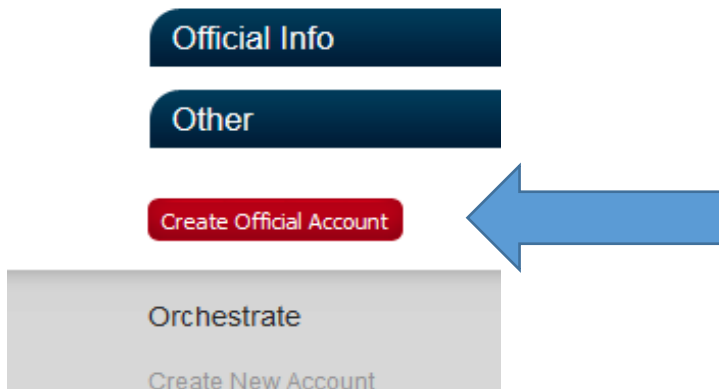 Official Info
Other
Create Official Account
Orchestrate
Create New Account